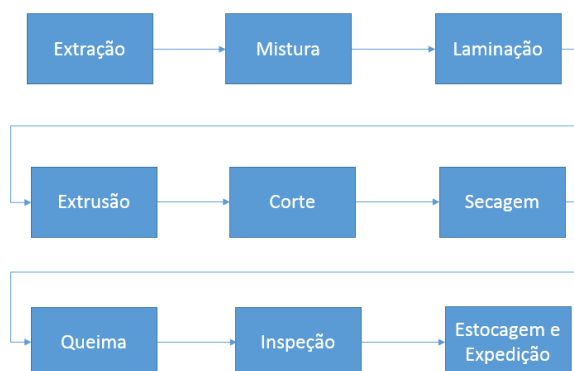 Extração
Mistura
Laminação
Extrusão
Corte
Secagem
Queima
Inspeção
Estocagem e
Expedição